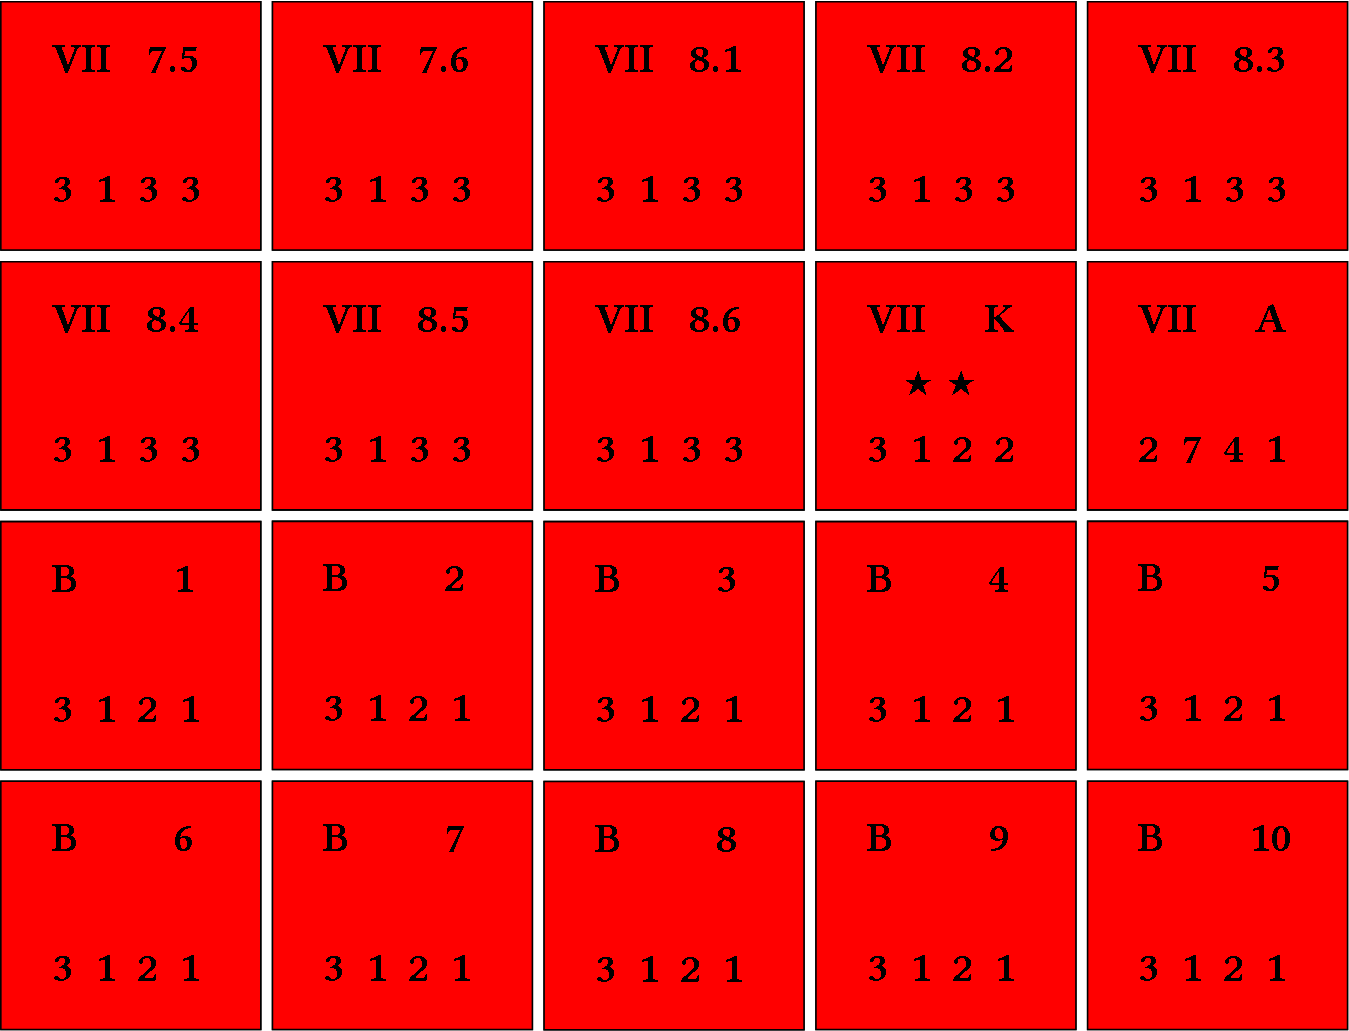 VII 7.5 VII 7.6 VII 8.1 VII 8.2 VII 8.3
3 1 3 3 3 1 3 3 3 1 3 3 3 1 3 3 3 1 3 3
VII 8.4 VII 8.5 VII 8.6 VII K VII A
★ ★
3 1 3 3 3 1 3 3 3 1 3 3 3 1 2 2 2 7 4 1
B 1 B 2 B 3 B 4 B 5
3 1 2 1 3 1 2 1 3 1 2 1 3 1 2 1 3 1 2 1
B 6 B 7 B 8 B 9 B 10
3 1 2 1 3 1 2 1 3 1 2 1 3 1 2 1 3 1 2 1